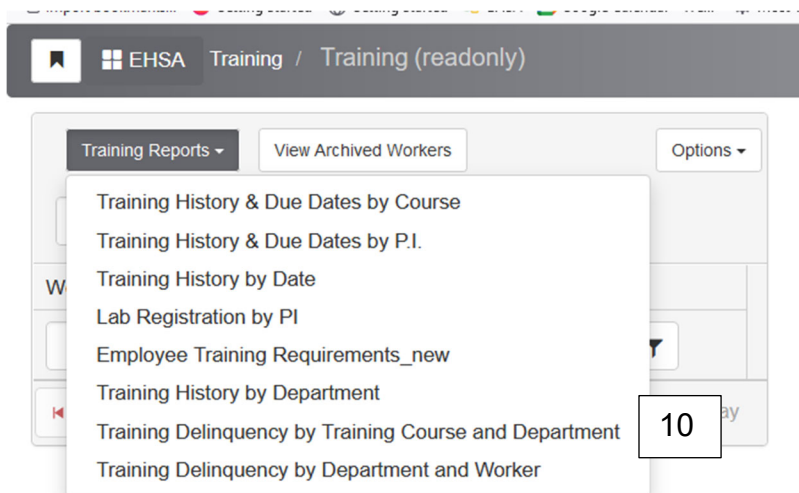 EHSA Training / Training (readonly)
Training Reports View Archived Workers Options
Training History & Due Dates by Course
Training History & Due Dates by P.I.
Training History by Date
Lab Registration by PI
Employee Training Requirements_new
Training History by Department
Training Delinquency by Training Course and Department
10
Training Delinquency by Department and Worker